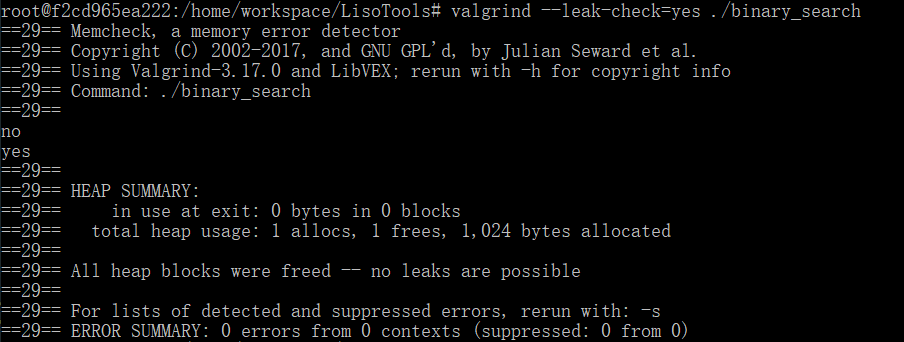 root@f2cd965ea222:/home/workspace/LisoTools# valgrind --leak-check=yes ./binary_search
==29== Memcheck, a memory error detector
==29== Copyright (C) 2002-2017, and GNU GPL'd, by Julian Seward et al.
==29== Using Valgrind-3.17.0 and LibVEX; rerun with -h for copyright info
==29== Command: ./binary_search
==29==
no
yes
==29==
==29== HEAP SUMMARY:
==29==     in use at exit: 0 bytes in 0 blocks
==29==   total heap usage: 1 allocs, 1 frees, 1,024 bytes allocated
==29==
==29== All heap blocks were freed -- no leaks are possible
==29==
==29== For lists of detected and suppressed errors, rerun with: -s
==29== ERROR SUMMARY: 0 errors from 0 contexts (suppressed: 0 from 0)